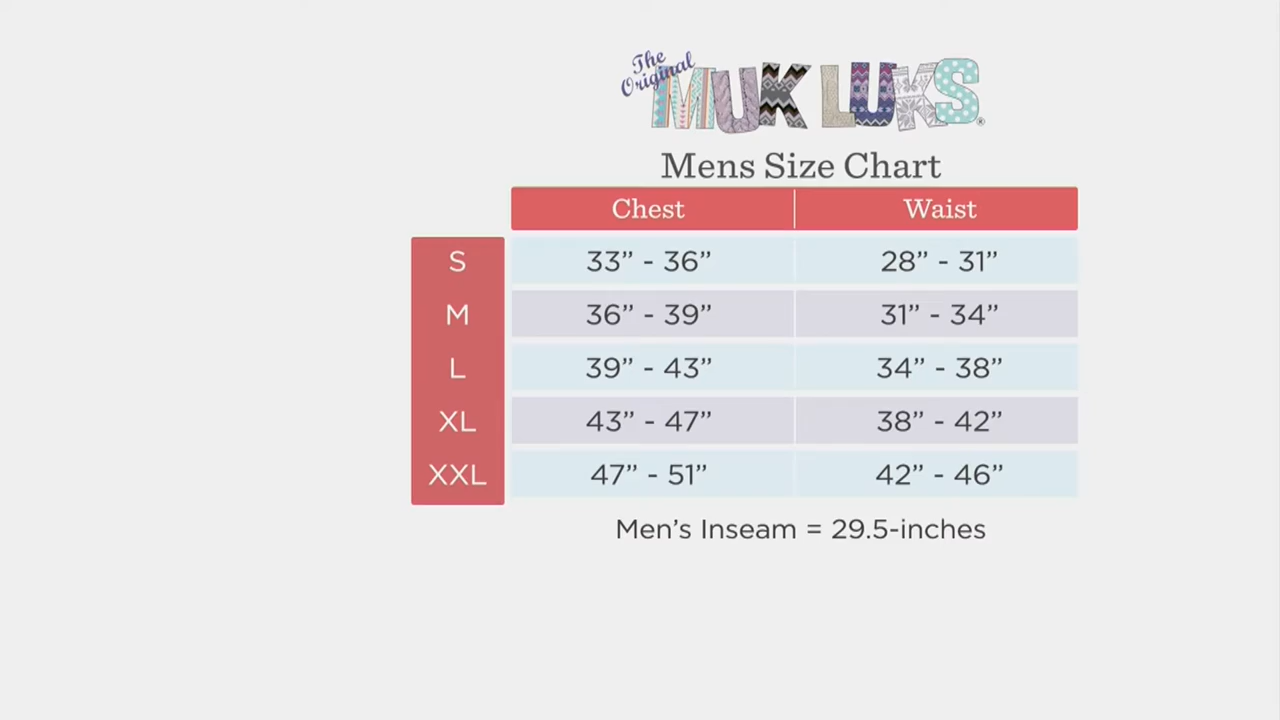 The Original
MUK LUKS®
Mens Size Chart
Chest Waist
S 33” - 36” 28” - 31”
M 36” - 39” 31” - 34”
L 39” - 43” 34” - 38”
XL 43” - 47” 38” - 42”
XXL 47” - 51” 42” - 46”
Men’s Inseam = 29.5-inches